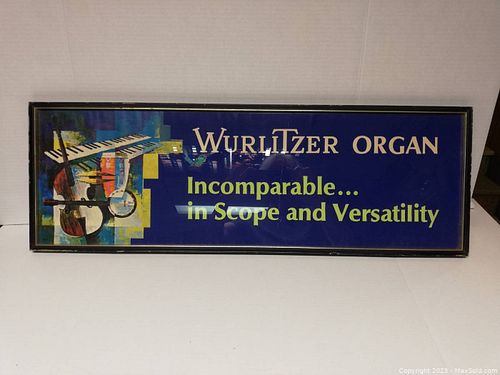 WURLITZER ORGAN
Incomparable...
in Scope and Versatility
Copyright 2023 - MaxSold.com